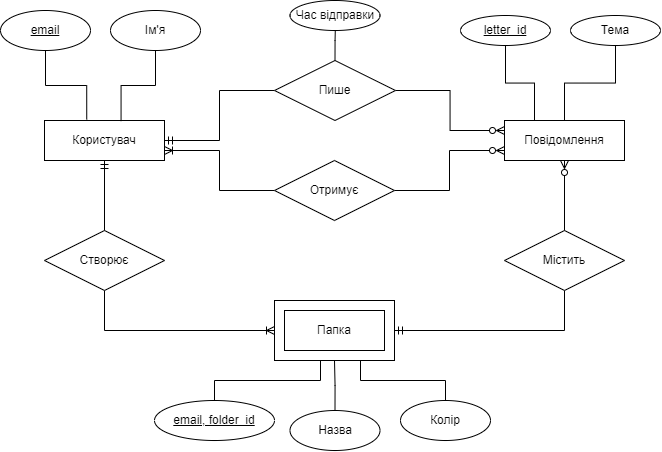 Час відправки
email
Ім'я
letter_id
Тема
Пише
Користувач
Повідомлення
Отримує
Створює
Містить
Папка
email, folder_id
Назва
Колір